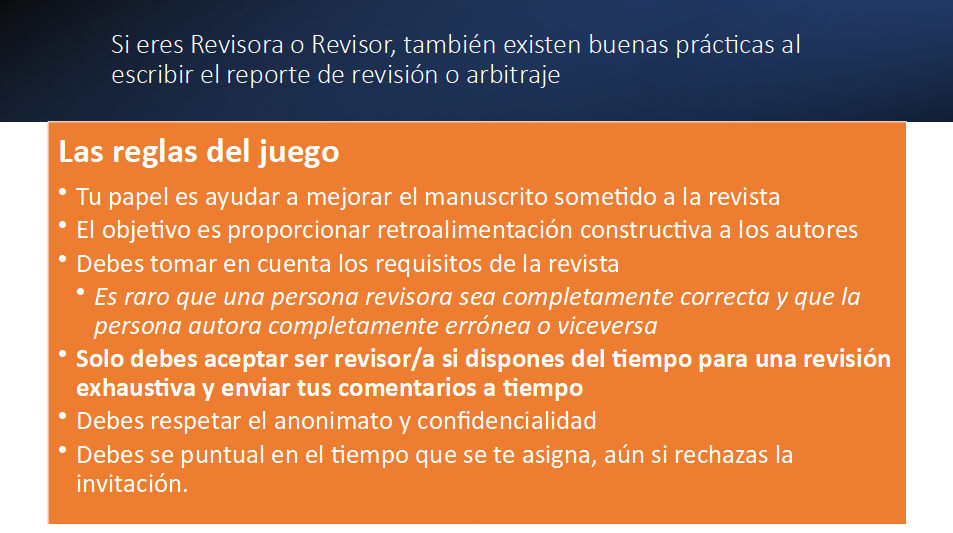 Si eres Revisora o Revisor, también existen buenas prácticas al
escribir el reporte de revisión o arbitraje
Las reglas del juego
• Tu papel es ayudar a mejorar el manuscrito sometido a la revista
• El objetivo es proporcionar retroalimentación constructiva a los autores
• Debes tomar en cuenta los requisitos de la revista
• Es raro que una persona revisora sea completamente correcta y que la
persona autora completamente errónea o viceversa
• Solo debes aceptar ser revisor/a si dispones del tiempo para una revisión
exhaustiva y enviar tus comentarios a tiempo
• Debes respetar el anonimato y confidencialidad
• Debes se puntual en el tiempo que se te asigna, aún si rechazas la
invitación.